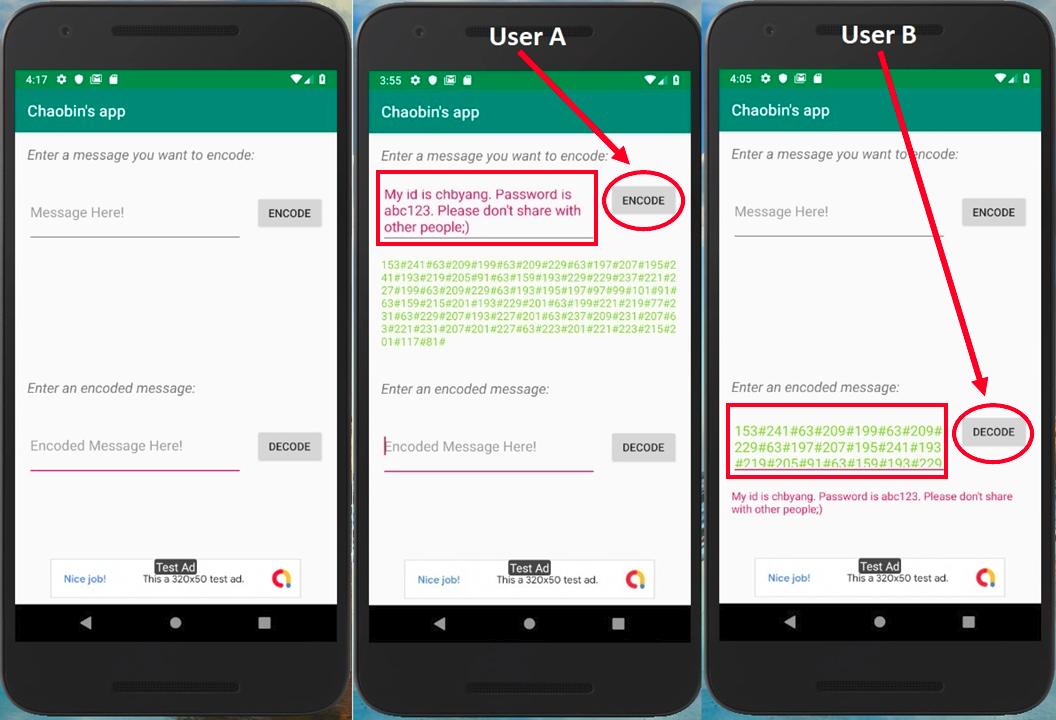 4:17
Chaobin's app
Enter a message you want to encode:
Message Here!
ENCODE
Enter an encoded message:
Encoded Message Here!
DECODE
Nice job!
Test Ad
This a 320x50 test ad.
User A
3:55
Chaobin's app
Enter a message you want to encode:
My id is chbyang. Password is
abc123. Please don't share with
other people;)
ENCODE
153#241#63#209#199#63#209#229#63#197#207#195#2
41#193#219#205#91#63#159#193#229#229#237#221#2
27#199#63#209#229#63#193#195#197#97#99#101#91#
63#159#215#201#193#229#201#63#199#221#219#77#2
31#63#229#207#193#227#201#63#237#209#231#207#6
3#221#231#207#201#227#63#223#201#221#223#215#2
01#117#81#
Enter an encoded message:
Encoded Message Here!
DECODE
Nice job!
Test Ad
This a 320x50 test ad.
User B
4:05
Chaobin's app
Enter a message you want to encode:
Message Here!
ENCODE
Enter an encoded message:
153#241#63#209#199#63#209#
229#63#197#207#195#241#193
#219#205#91#63#159#193#229
DECODE
My id is chbyang. Password is abc123. Please don't share
with other people;)
Nice job!
Test Ad
This a 320x50 test ad.